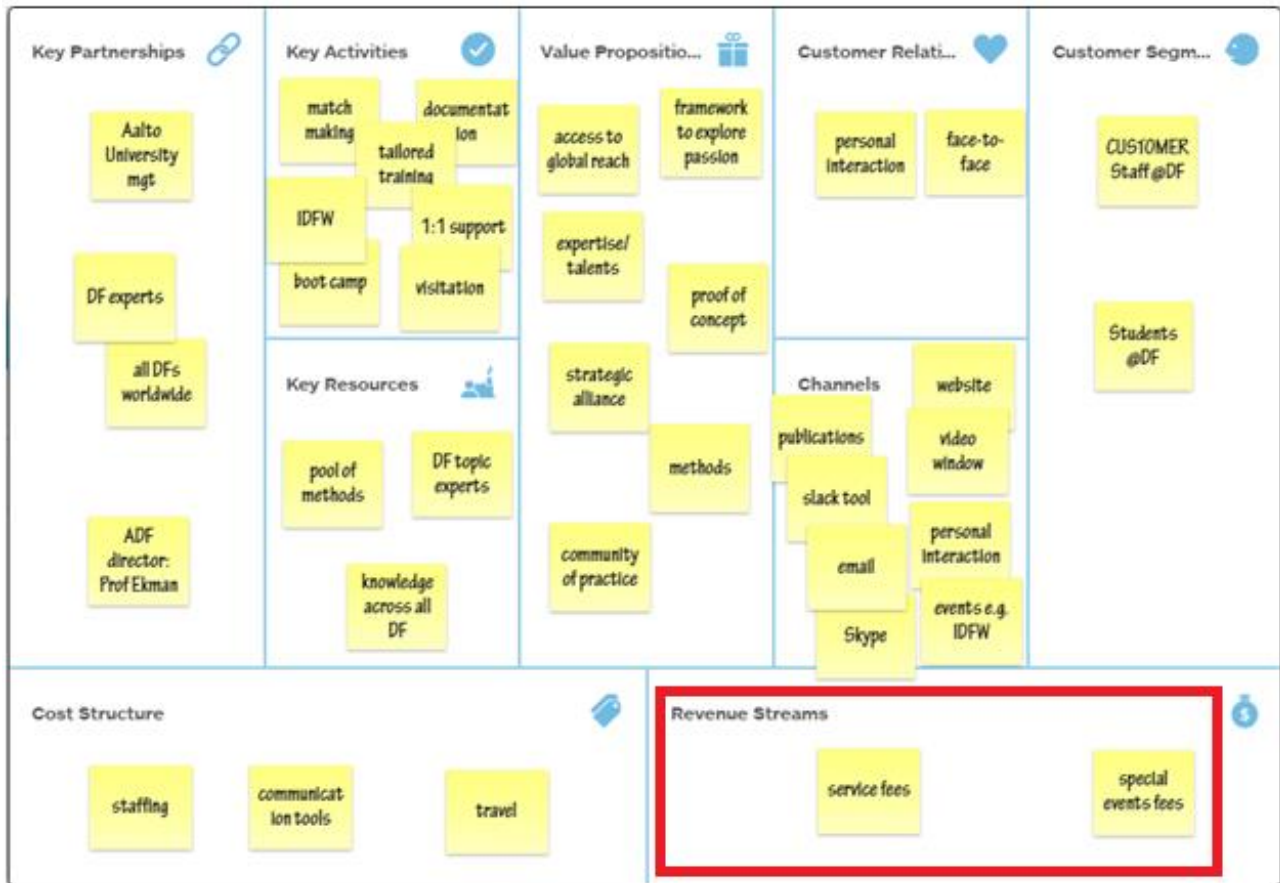 Key Partnerships
Aalto
University
mgt
DF experts
all DFs
worldwide
ADF
director:
Prof Ekman
Key Activities
match
making
documentat
ion
tailored
training
IDFW
1:1 support
boot camp
visitation
Key Resources
pool of
methods
DF topic
experts
knowledge
across all
DF
Value Propositio...
access to
global reach
framework
to explore
passion
expertise/
talents
proof of
concept
strategic
alliance
methods
community
of practice
Customer Relati...
personal
interaction
face-to-
face
Channels
website
publications
video
window
slack tool
personal
interaction
email
events e.g.
IDFW
Skype
Customer Segm...
CUSTOMER
Staff@DF
Students
@DF
Cost Structure
staffing
communicat
ion tools
travel
Revenue Streams
service fees
special
events fees